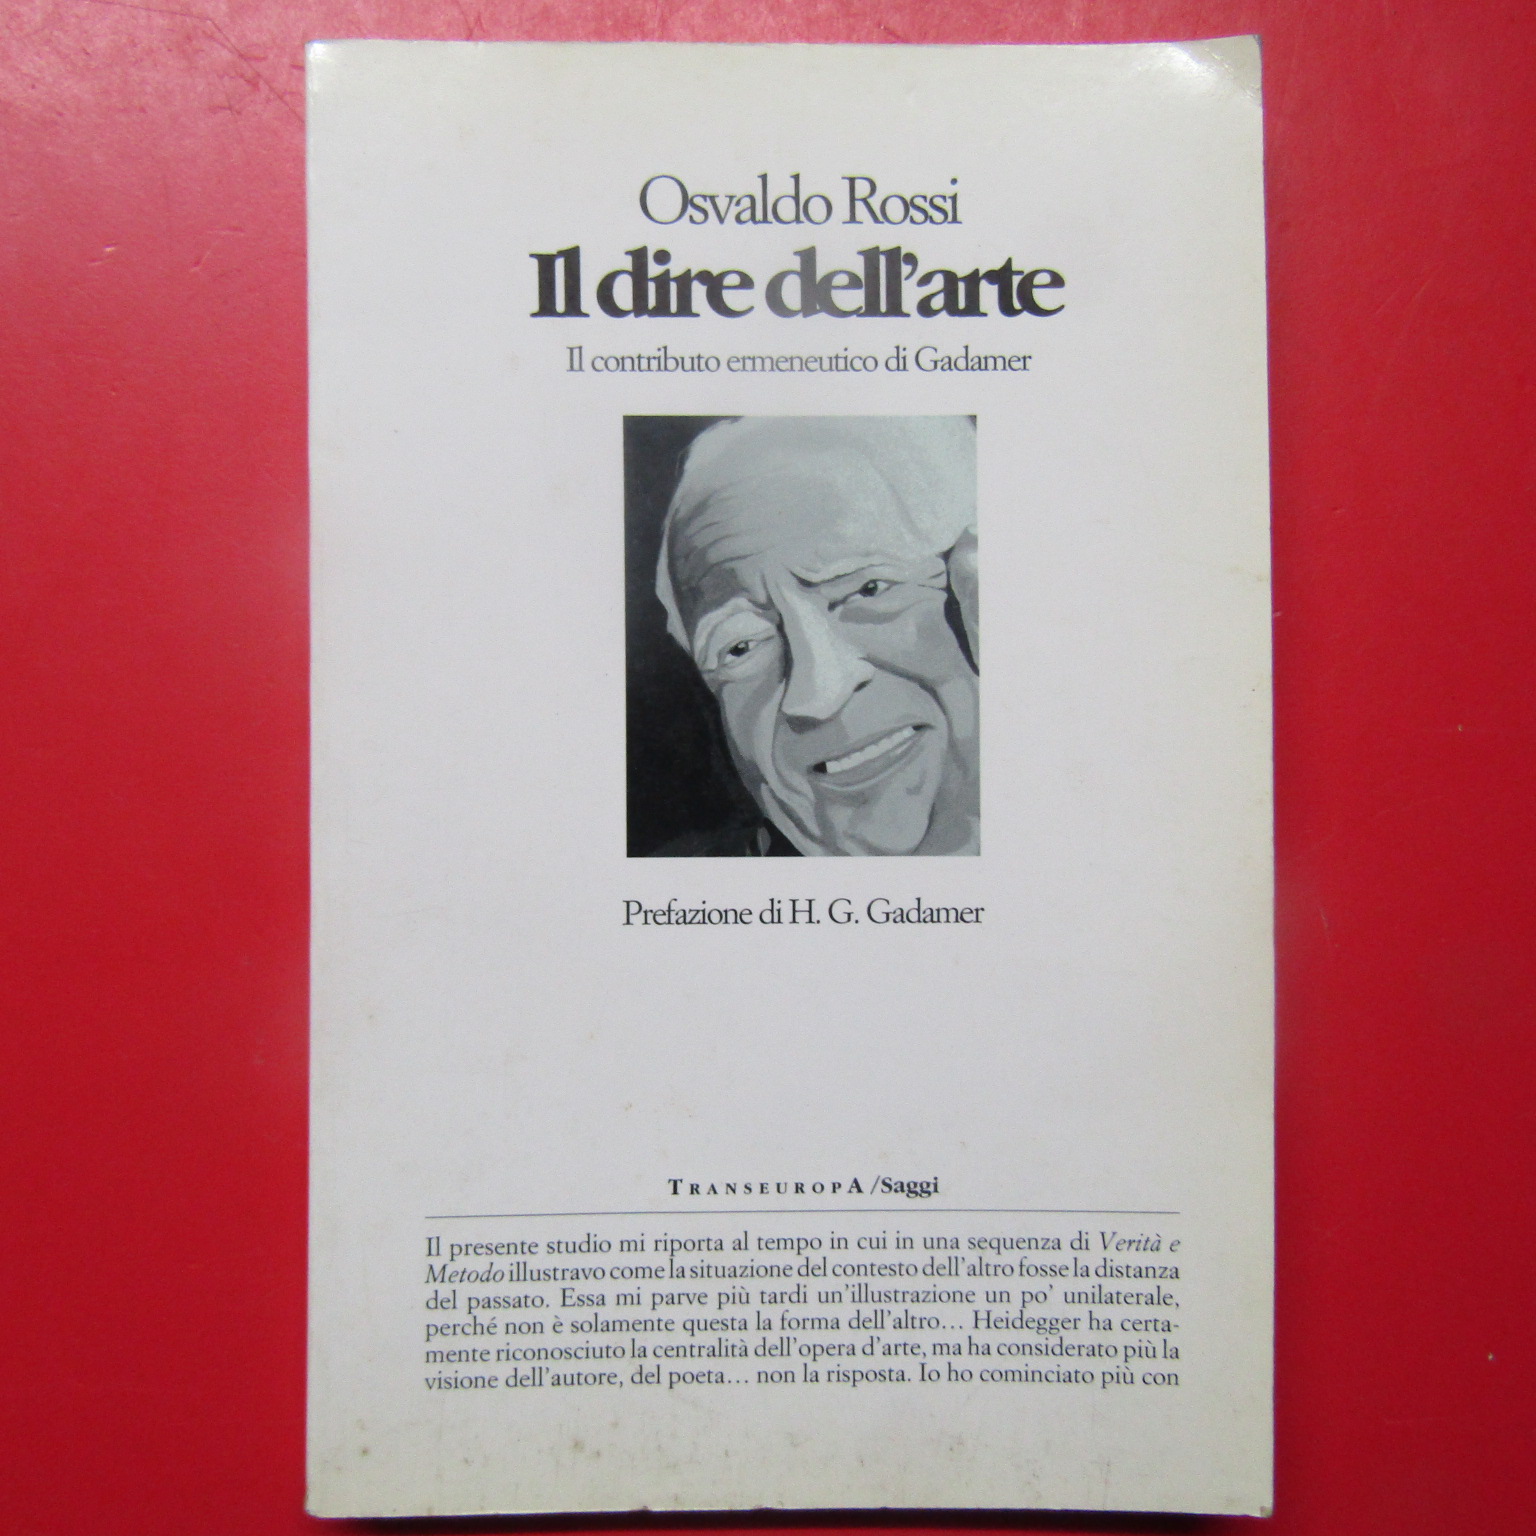 Osvaldo Rossi
Il dire dell'arte
Il contributo ermeneutico di Gadamer
Prefazione di H. G. Gadamer
TRANSEUROPA /Saggi
Il presente studio mi riporta al tempo in cui in una sequenza di Verità e
Metodo illustravo come la situazione del contesto dell'altro fosse la distanza
del passato. Essa mi parve più tardi un'illustrazione un po' unilaterale,
perché non è solamente questa la forma dell'altro... Heidegger ha certa-
mente riconosciuto la centralità dell'opera d'arte, ma ha considerato più la
visione dell'autore, del poeta... non la risposta. Io ho cominciato più con